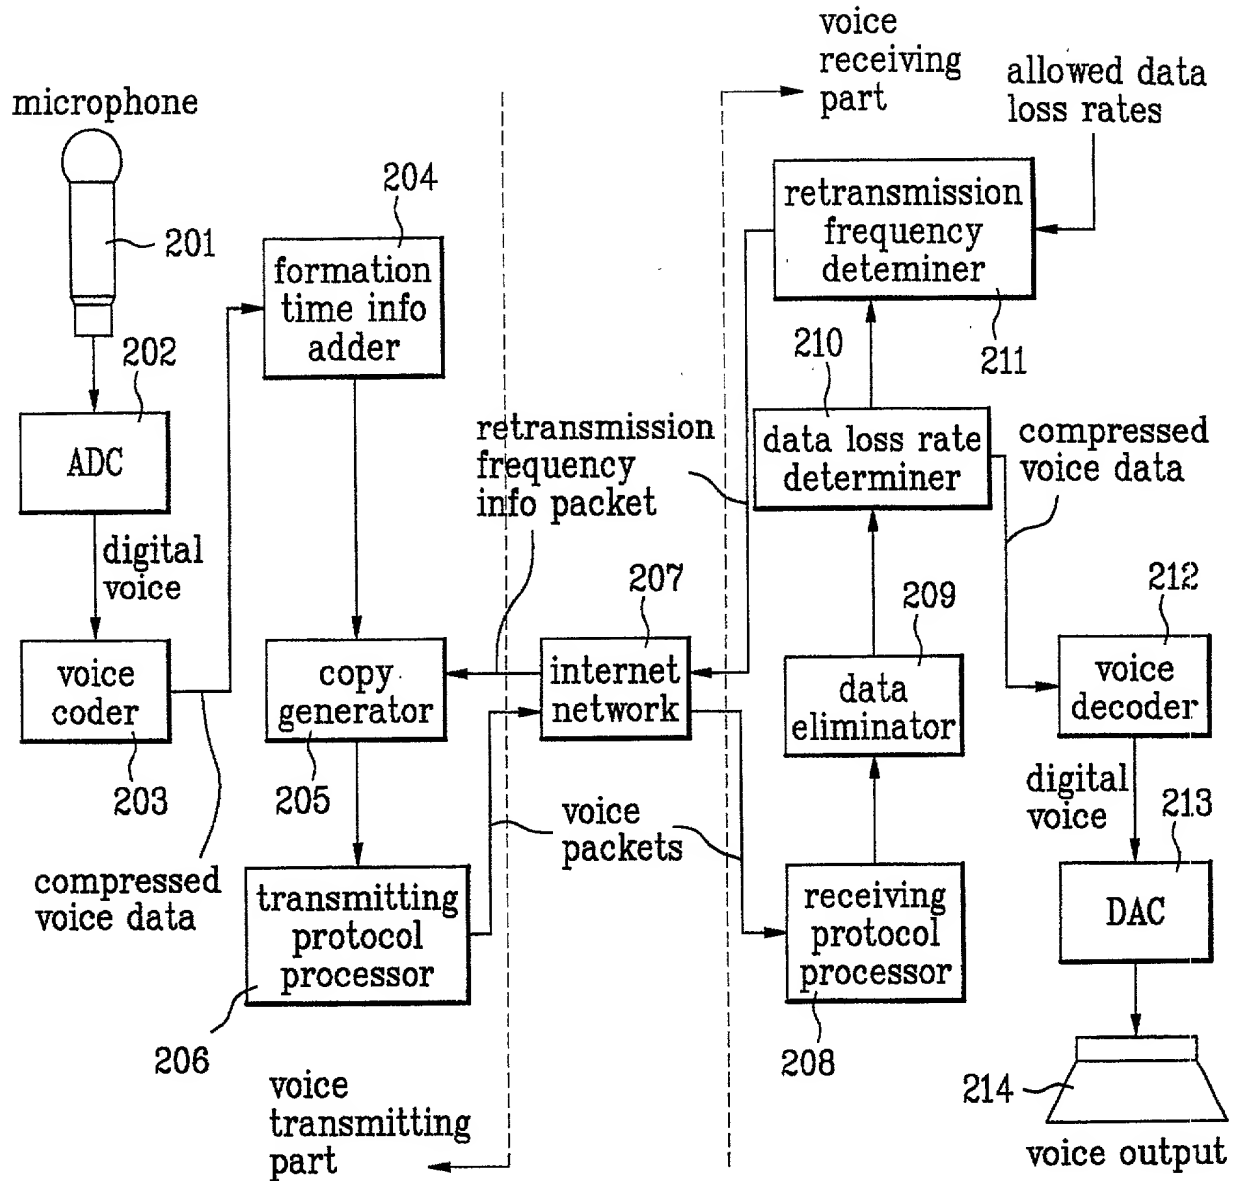 microphone
201
202
ADC
digital
voice
voice
coder
203
compressed
voice data
204
formation
time info
adder
copy
generator
205
transmitting
protocol
processor
206
voice
transmitting
part
retransmission
frequency
info packet
207
internet
network
voice
packets
voice
receiving
part
allowed data
loss rates
retransmission
frequency
deteminer
211
210
data loss rate
determiner
compressed
voice data
209
data
eliminator
receiving
protocol
processor
208
212
voice
decoder
digital
voice
213
DAC
214
voice output